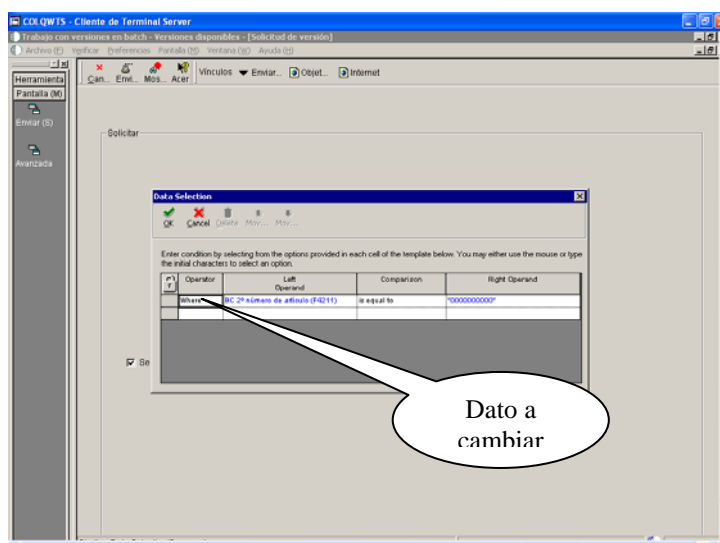 COLQWTS - Cliente de Terminal Server
Trabajo con versiones en batch - Versiones disponibles - [Solicitud de versión]
Archivo (F) Verificar Preferencias Pantalla (M) Ventana (W) Ayuda (H)
Herramienta
Pantalla (M)
Enviar (S)
Avanzada
Can... Envi... Mos... Acer Vínculos Enviar... Objet... Internet
Solicitar
Data Selection
OK Cancel Delete Mov... Mov...
Enter condition by selecting from the options provided in each cell of the template below. You may either use the mouse or type
the initial characters to select an option.
Operator Left Operand Comparison Right Operand
Where BC 2º número de artículo (F4211) is equal to "0000000000"
Se
Dato a
cambiar